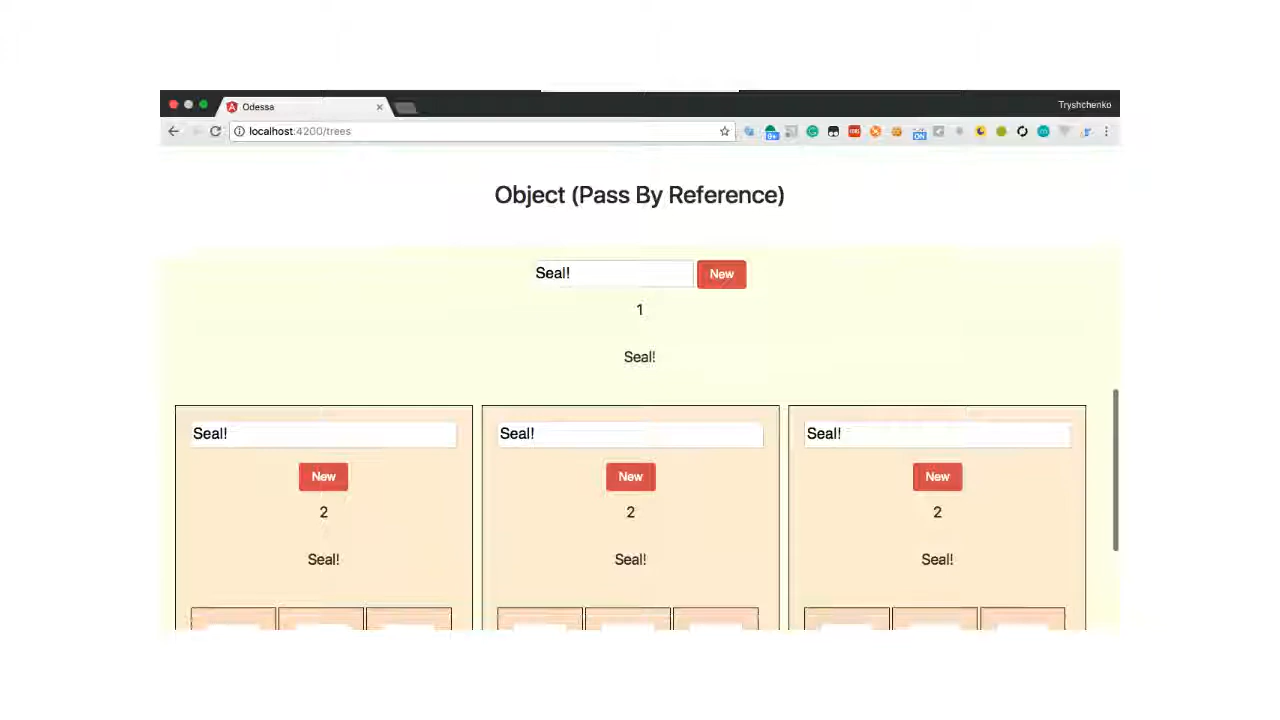 Odessa
Tryshchenko
localhost:4200/trees
Object (Pass By Reference)
Seal! New
1
Seal!
Seal! Seal! Seal!
New New New
2 2 2
Seal! Seal! Seal!